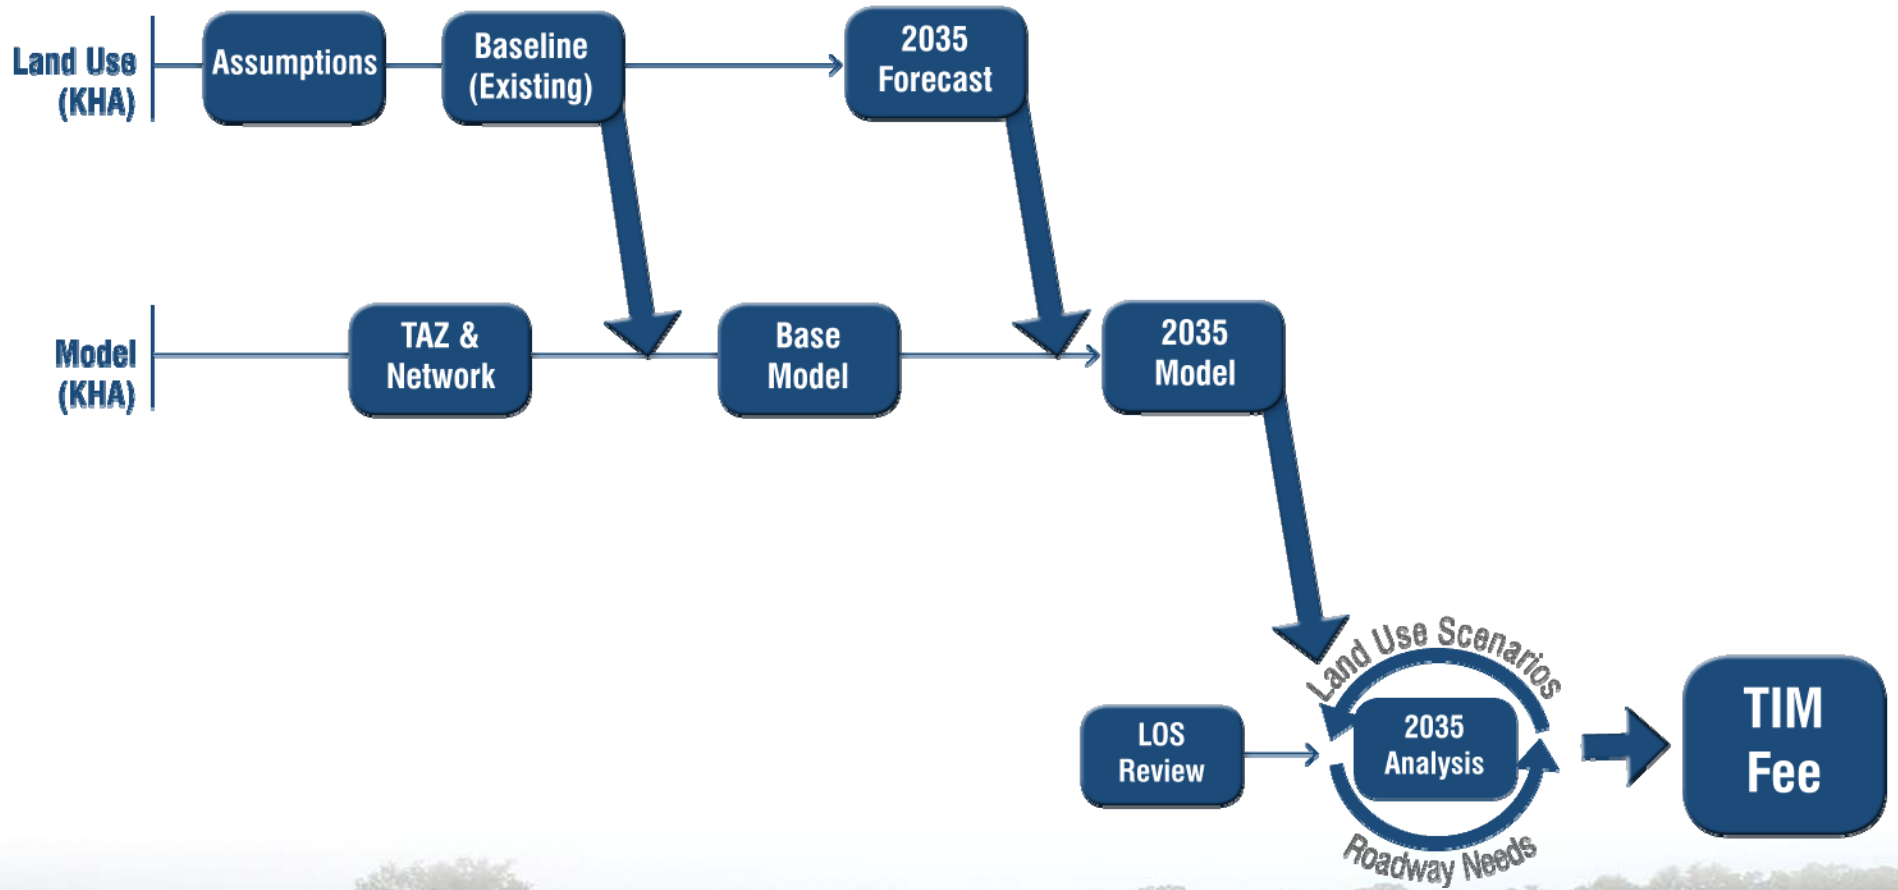 Land Use
(KHA)
Assumptions
Baseline
(Existing)
2035
Forecast
Model
(KHA)
TAZ &
Network
Base
Model
2035
Model
LOS
Review
Land Use Scenarios
2035
Analysis
Roadway Needs
TIM
Fee